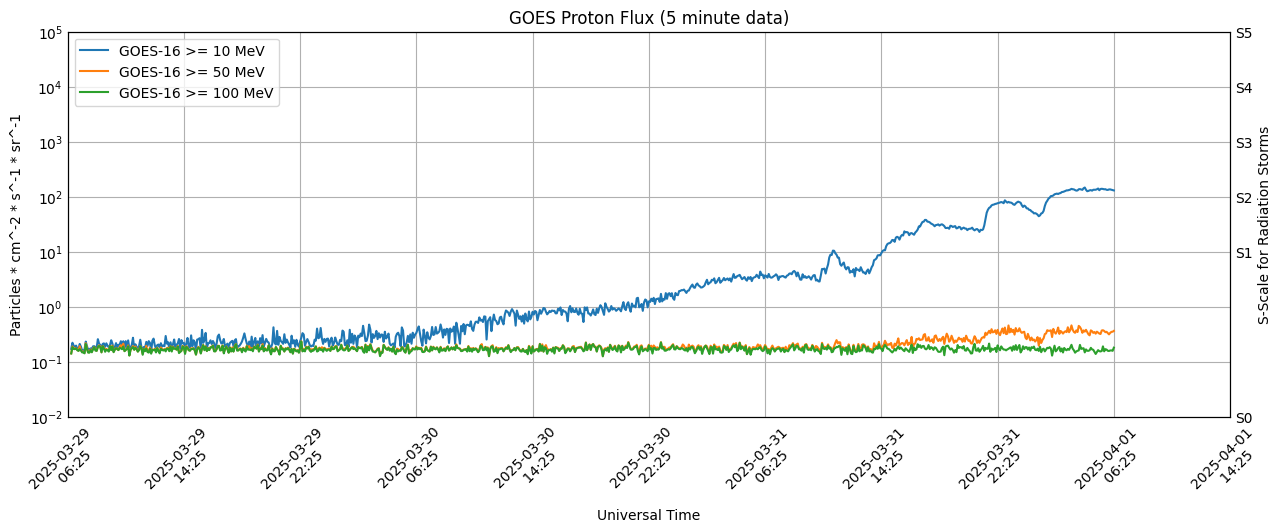 GOES Proton Flux (5 minute data)
GOES-16 >= 10 MeV
GOES-16 >= 50 MeV
GOES-16 >= 100 MeV
Particles * cm^-2 * s^-1 * sr^-1
10^5
10^4
10^3
10^2
10^1
10^0
10^-1
10^-2
S5
S4
S3
S2
S1
S0
S-Scale for Radiation Storms
2025-03-29
06:25
2025-03-29
14:25
2025-03-29
22:25
2025-03-30
06:25
2025-03-30
14:25
2025-03-30
22:25
2025-03-31
06:25
2025-03-31
14:25
2025-03-31
22:25
2025-04-01
06:25
2025-04-01
14:25
Universal Time